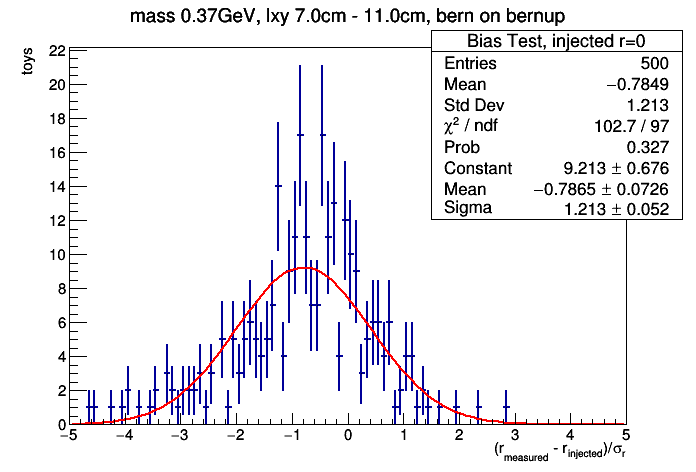 mass 0.37GeV, lxy 7.0cm - 11.0cm, bern on bernup
Bias Test, injected r=0
Entries 500
Mean −0.7849
Std Dev 1.213
χ² / ndf 102.7 / 97
Prob 0.327
Constant 9.213 ± 0.676
Mean −0.7865 ± 0.0726
Sigma 1.213 ± 0.052
toys
22
20
18
16
14
12
10
8
6
4
2
0
−5 −4 −3 −2 −1 0 1 2 3 4 5
(r_measured - r_injected)/σ_r